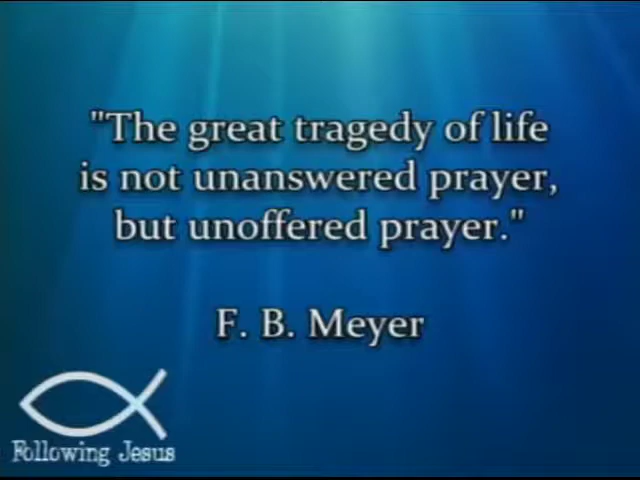 "The great tragedy of life
is not unanswered prayer,
but unoffered prayer."
F. B. Meyer
Following Jesus